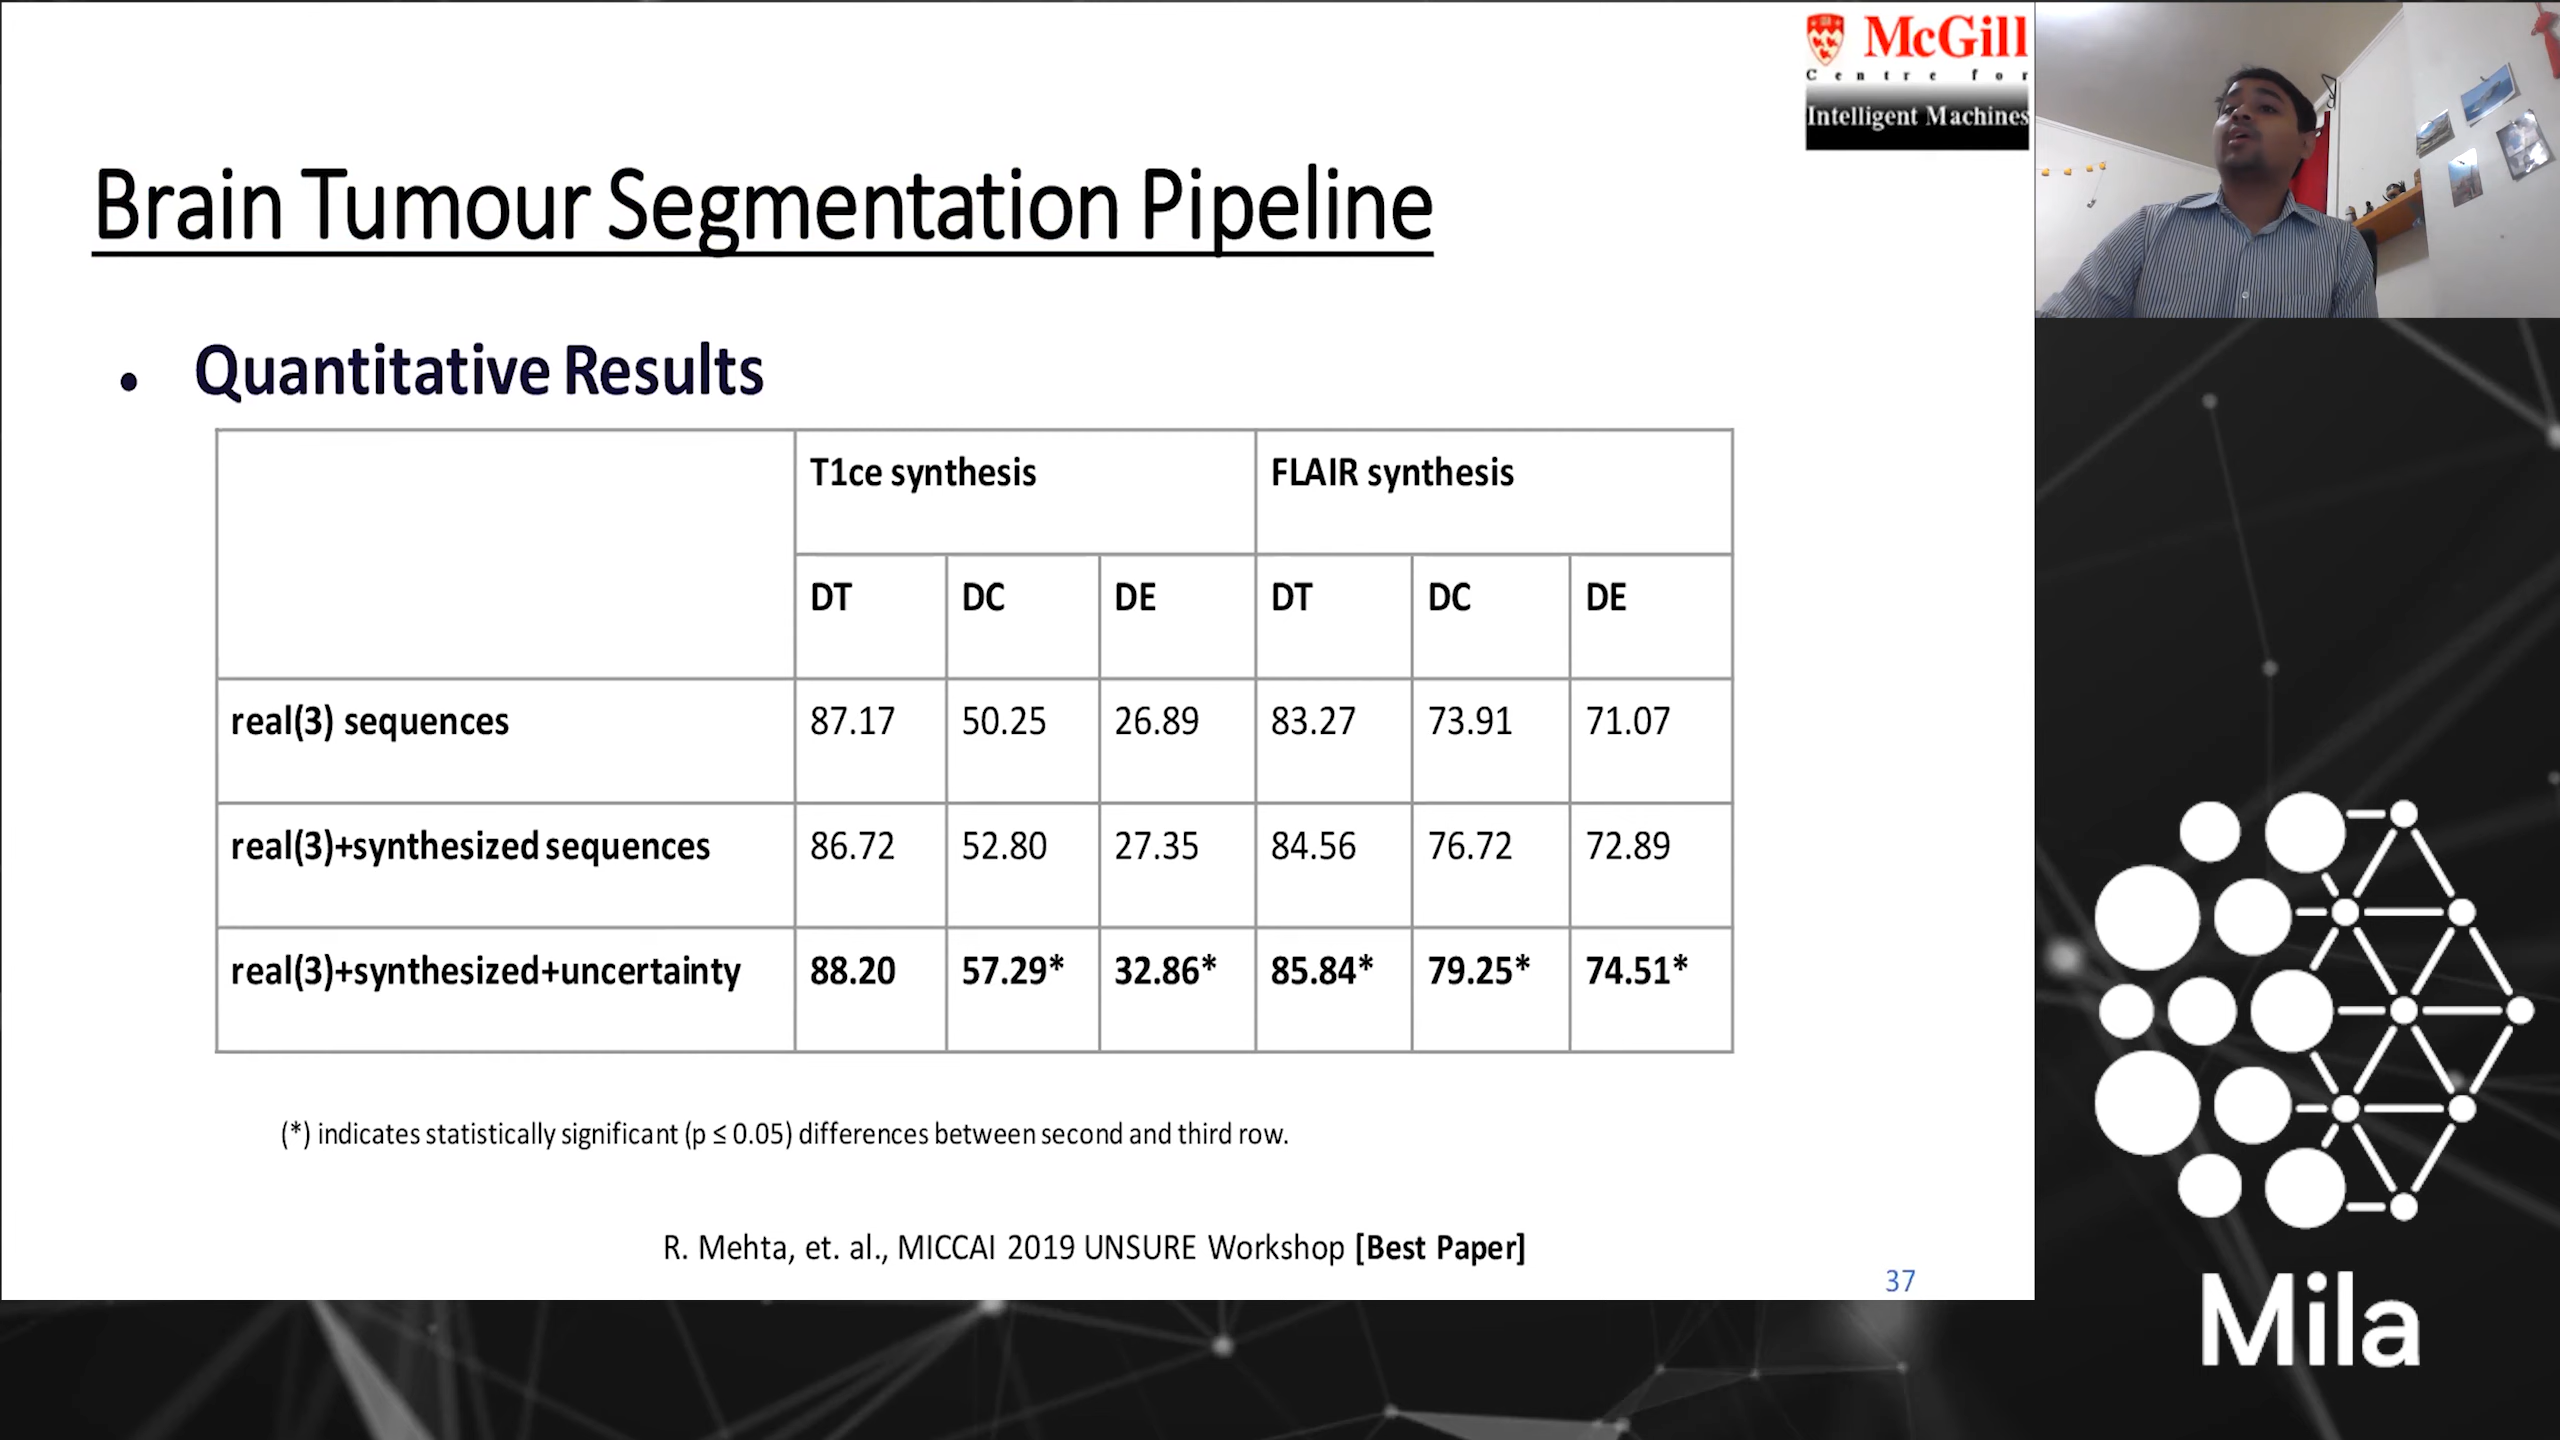 McGill
Centre for
Intelligent Machines
Brain Tumour Segmentation Pipeline
• Quantitative Results
T1ce synthesis FLAIR synthesis
DT DC DE DT DC DE
real(3) sequences 87.17 50.25 26.89 83.27 73.91 71.07
real(3)+synthesized sequences 86.72 52.80 27.35 84.56 76.72 72.89
real(3)+synthesized+uncertainty 88.20 57.29* 32.86* 85.84* 79.25* 74.51*
(*) indicates statistically significant (p ≤ 0.05) differences between second and third row.
R. Mehta, et. al., MICCAI 2019 UNSURE Workshop [Best Paper]
37
Mila